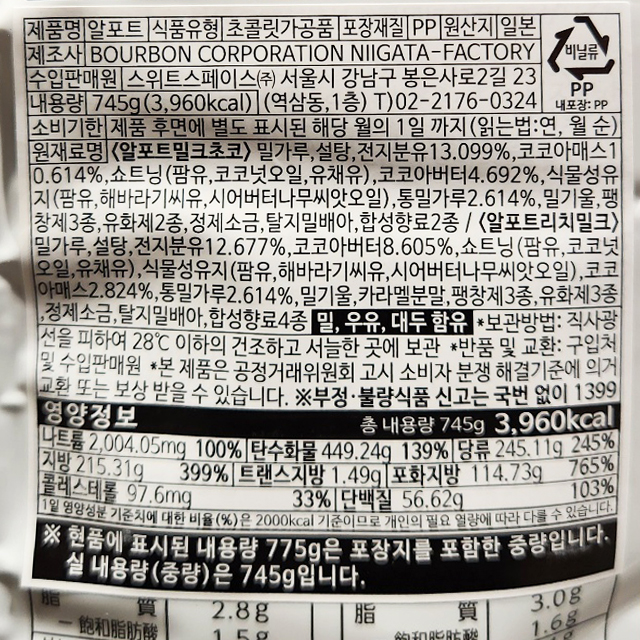 제품명 알포트 식품유형 초콜릿가공품 포장재질 PP 원산지 일본
제조사 BOURBON CORPORATION NIIGATA-FACTORY
수입판매원 스위트스페이스㈜ 서울시 강남구 봉은사로2길 23
내용량 745g(3,960kcal) (역삼동,1층) T)02-2176-0324
비닐류
PP
내포장: PP
소비기한 제품 후면에 별도 표시된 해당 월의 1일 까지(읽는법:연, 월 순)
원재료명 〈알포트밀크초코〉 밀가루,설탕,전지분유13.099%,코코아매스1
0.614%,쇼트닝(팜유,코코넛오일,유채유),코코아버터4.692%,식물성유
지(팜유,해바라기씨유,시어버터나무씨앗오일),통밀가루2.614%,밀기울,팽
창제3종,유화제2종,정제소금,탈지밀배아,합성향료2종 / 〈알포트리치밀크〉
밀가루,설탕,전지분유12.677%,코코아버터8.605%,쇼트닝(팜유,코코넛
오일,유채유),식물성유지(팜유,해바라기씨유,시어버터나무씨앗오일),코코
아매스2.824%,통밀가루2.614%,밀기울,카라멜분말,팽창제3종,유화제3종
,정제소금,탈지밀배아,합성향료4종 밀, 우유, 대두 함유 *보관방법: 직사광
선을 피하여 28℃ 이하의 건조하고 서늘한 곳에 보관 *반품 및 교환: 구입처
및 수입판매원 *본 제품은 공정거래위원회 고시 소비자 분쟁 해결기준에 의거
교환 또는 보상 받을 수 있습니다. ※부정·불량식품 신고는 국번 없이 1399
영양정보 총 내용량 745g 3,960kcal
나트륨 2,004.05mg 100% 탄수화물 449.24g 139% 당류 245.11g 245%
지방 215.31g 399% 트랜스지방 1.49g 포화지방 114.73g 765%
콜레스테롤 97.6mg 33% 단백질 56.62g 103%
1일 영양성분 기준치에 대한 비율(%)은 2000kcal 기준이므로 개인의 필요 열량에 따라 다를 수 있습니다.
※ 현품에 표시된 내용량 775g은 포장지를 포함한 중량입니다.
실 내용량(중량)은 745g입니다.
脂 質 2.8g 脂 質 3.0g
飽和脂肪酸 1.5g 飽和脂肪酸 1.6g